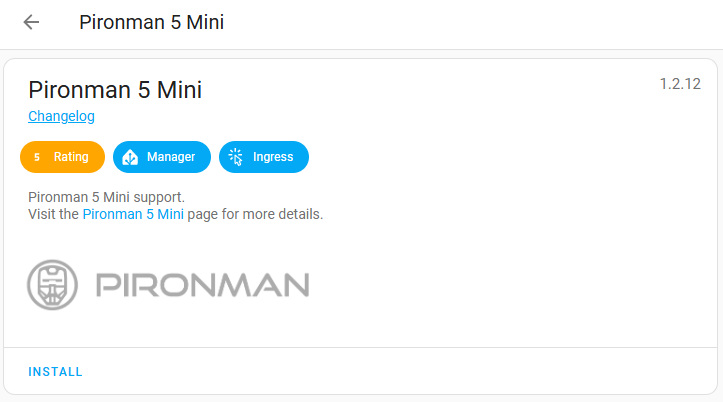 Pironman 5 Mini
Pironman 5 Mini
1.2.12
Changelog
5 Rating
Manager
Ingress
Pironman 5 Mini support.
Visit the Pironman 5 Mini page for more details.
PIRONMAN
INSTALL